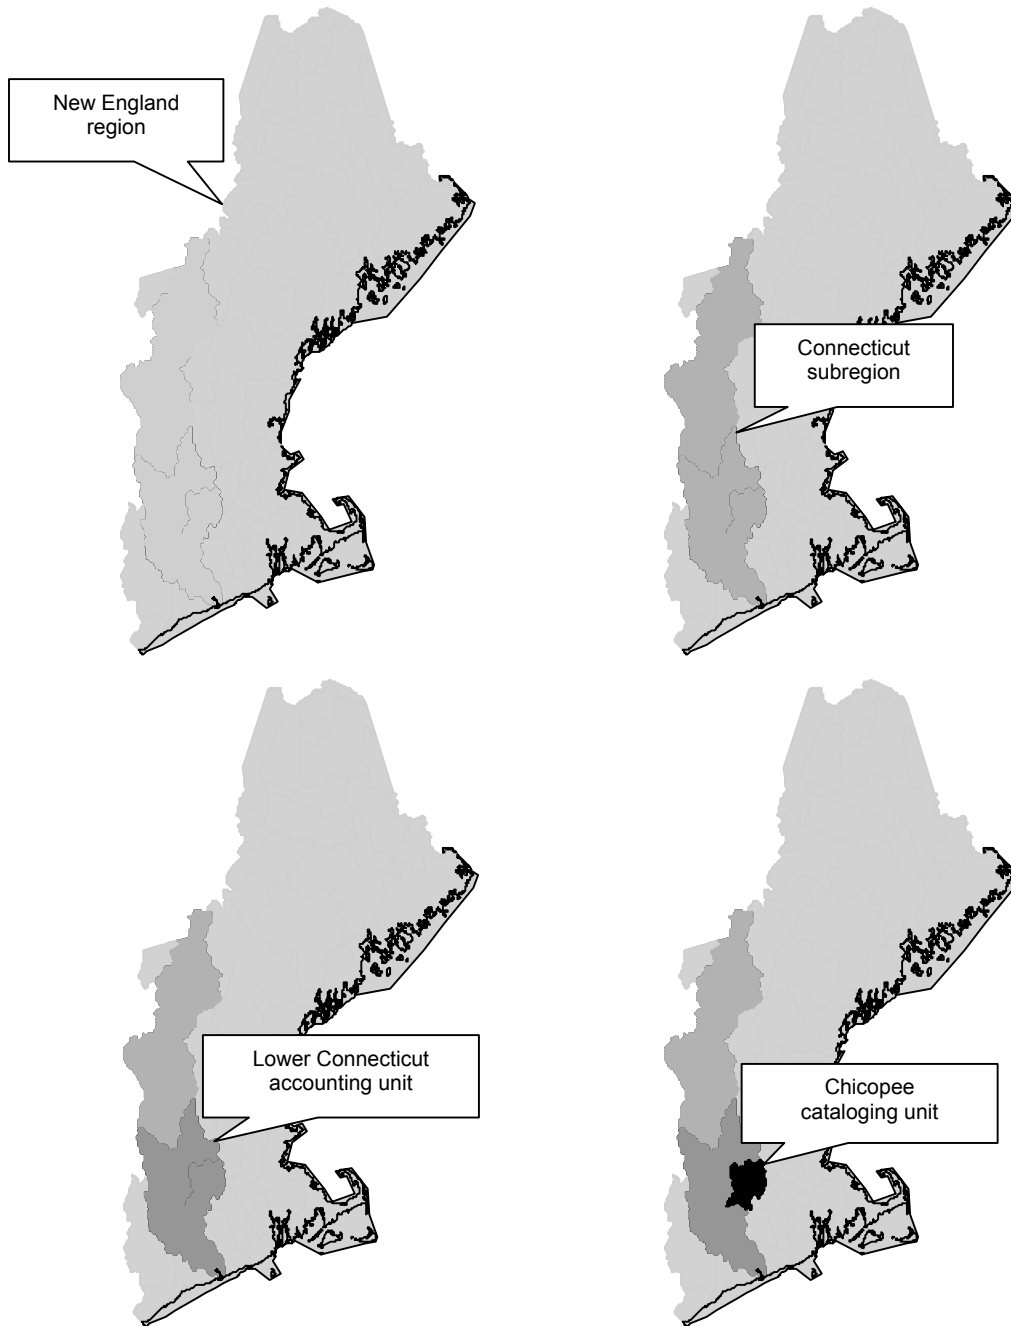 New England
region
Connecticut
subregion
Lower Connecticut
accounting unit
Chicopee
cataloging unit